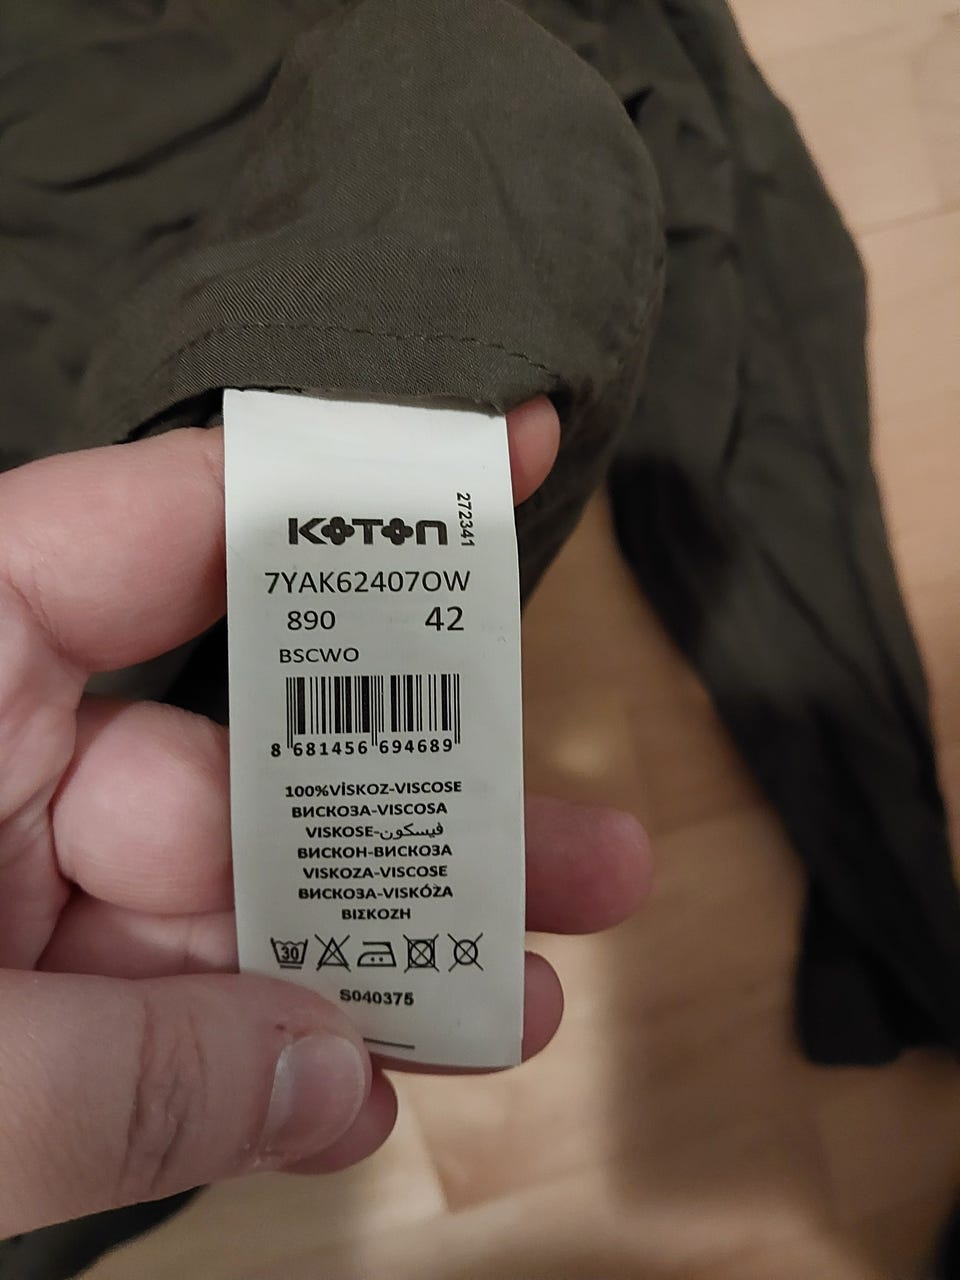 KOTON
272341
7YAK62407OW
890 42
BSCWO
8 681456 694689
100%VİSKOZ-VISCOSE
ВИСКОЗА-VISCOSA
VISKOSE-فيسكون
ВИСКОН-ВИСКОЗА
VISKOZA-VISCOSE
ВИСКОЗА-VISKÓŻA
ΒΙΣΚΟΖΗ
30
S040375